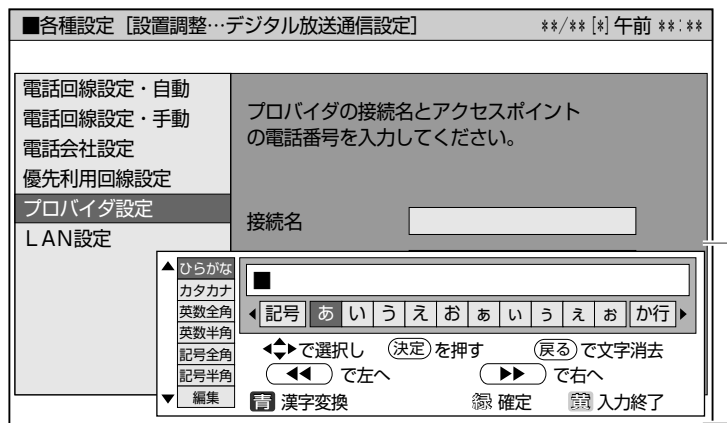 ■各種設定［設置調整…デジタル放送通信設定］ **/**[*]午前 **:**
電話回線設定・自動
電話回線設定・手動
電話会社設定
優先利用回線設定
プロバイダ設定
ＬＡＮ設定
プロバイダの接続名とアクセスポイント
の電話番号を入力してください。
接続名
▲ ひらがな
カタカナ
英数全角
英数半角
記号全角
記号半角
▼ 編集
■
◀ 記号 あ い う え お ぁ ぃ ぅ ぇ ぉ か行 ▶
で選択し 決定を押す 戻るで文字消去
◀◀ で左へ ▶▶ で右へ
青 漢字変換 緑 確定 黄 入力終了